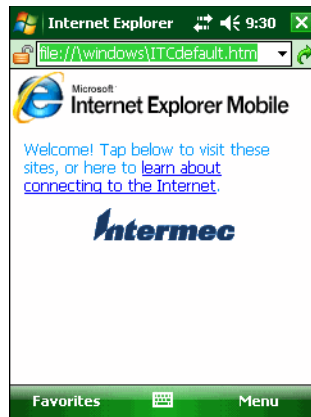 Internet Explorer 9:30
file://\windows\ITCdefault.htm
Microsoft
Internet Explorer Mobile
Welcome! Tap below to visit these
sites, or here to learn about
connecting to the Internet.
Intermec
Favorites Menu